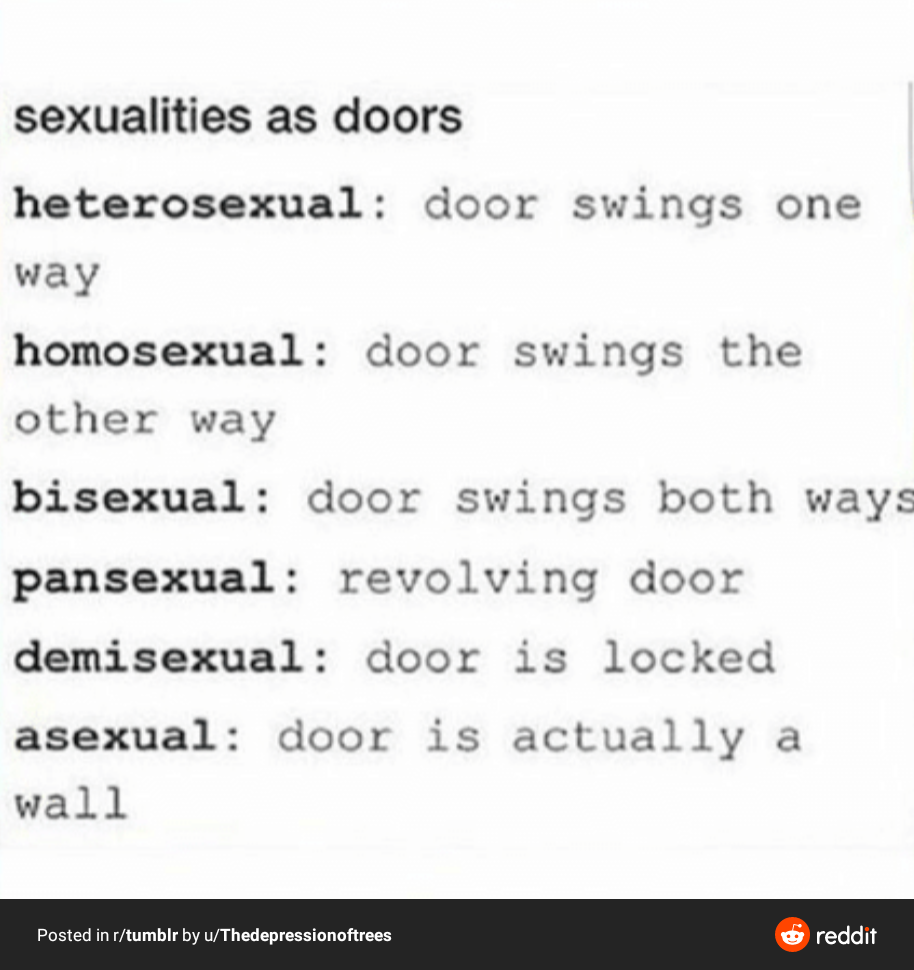 sexualities as doors
heterosexual: door swings one
way
homosexual: door swings the
other way
bisexual: door swings both ways
pansexual: revolving door
demisexual: door is locked
asexual: door is actually a
wall
Posted in r/tumblr by u/Thedepressionoftrees reddit